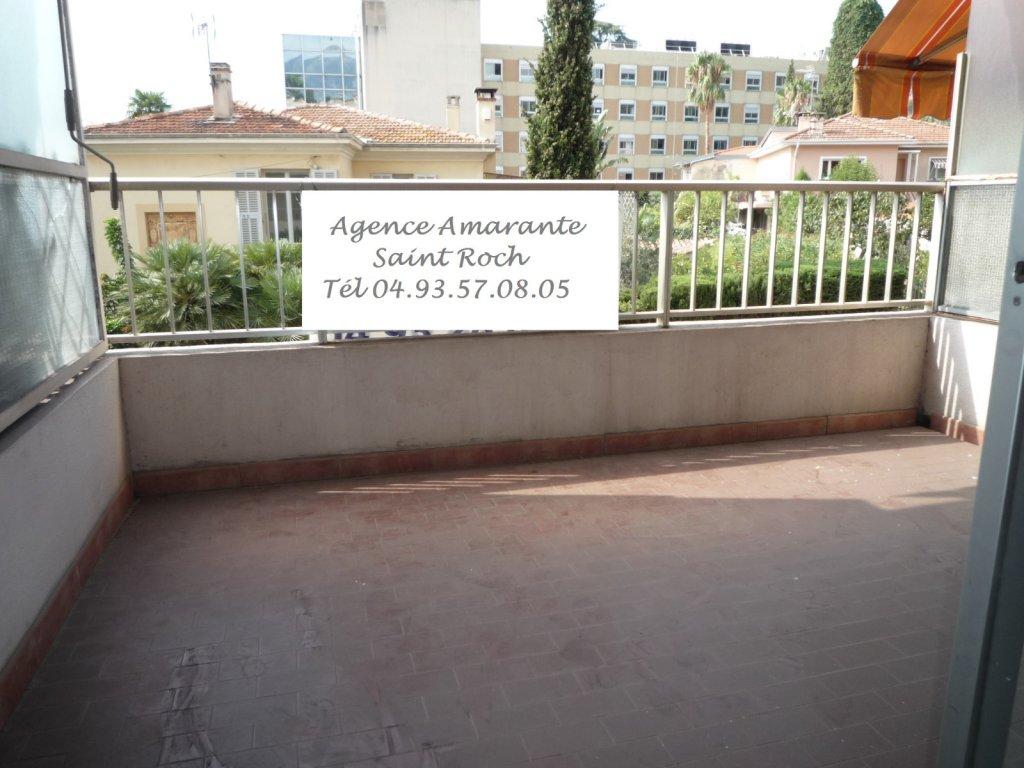 Agence Amarante
Saint Roch
Tél 04.93.57.08.05